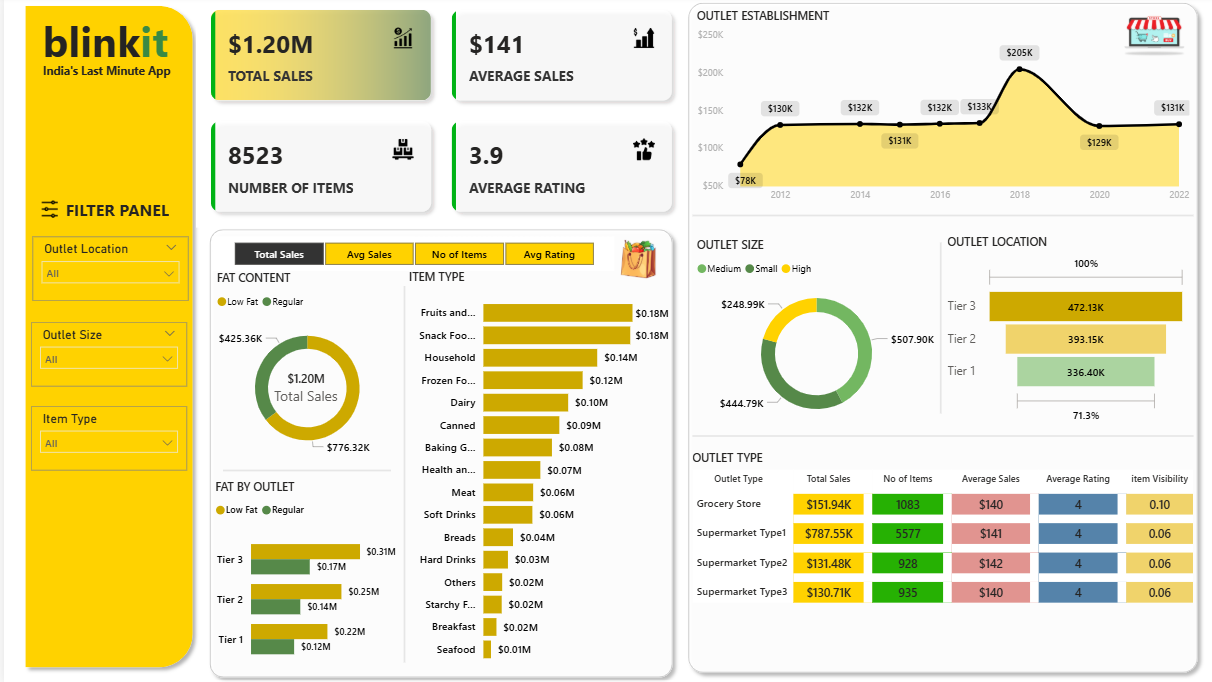 blinkit
India's Last Minute App
FILTER PANEL
Outlet Location
All
Outlet Size
All
Item Type
All
$1.20M
TOTAL SALES
$141
AVERAGE SALES
8523
NUMBER OF ITEMS
3.9
AVERAGE RATING
Total Sales Avg Sales No of Items Avg Rating
FAT CONTENT
Low Fat Regular
$425.36K
$1.20M
Total Sales
$776.32K
FAT BY OUTLET
Low Fat Regular
Tier 3 $0.31M
$0.17M
Tier 2 $0.25M
$0.14M
Tier 1 $0.22M
$0.12M
ITEM TYPE
Fruits and... $0.18M
Snack Foo... $0.18M
Household $0.14M
Frozen Fo... $0.12M
Dairy $0.10M
Canned $0.09M
Baking G... $0.08M
Health an... $0.07M
Meat $0.06M
Soft Drinks $0.06M
Breads $0.04M
Hard Drinks $0.03M
Others $0.02M
Starchy F... $0.02M
Breakfast $0.02M
Seafood $0.01M
OUTLET ESTABLISHMENT
$250K
$200K
$150K
$100K
$50K
$78K
$130K
$132K
$131K
$132K
$133K
$205K
$129K
$131K
2012 2014 2016 2018 2020 2022
OUTLET SIZE
Medium Small High
$248.99K
$507.90K
$444.79K
OUTLET LOCATION
100%
Tier 3 472.13K
Tier 2 393.15K
Tier 1 336.40K
71.3%
OUTLET TYPE
Outlet Type Total Sales No of Items Average Sales Average Rating item Visibility
Grocery Store $151.94K 1083 $140 4 0.10
Supermarket Type1 $787.55K 5577 $141 4 0.06
Supermarket Type2 $131.48K 928 $142 4 0.06
Supermarket Type3 $130.71K 935 $140 4 0.06